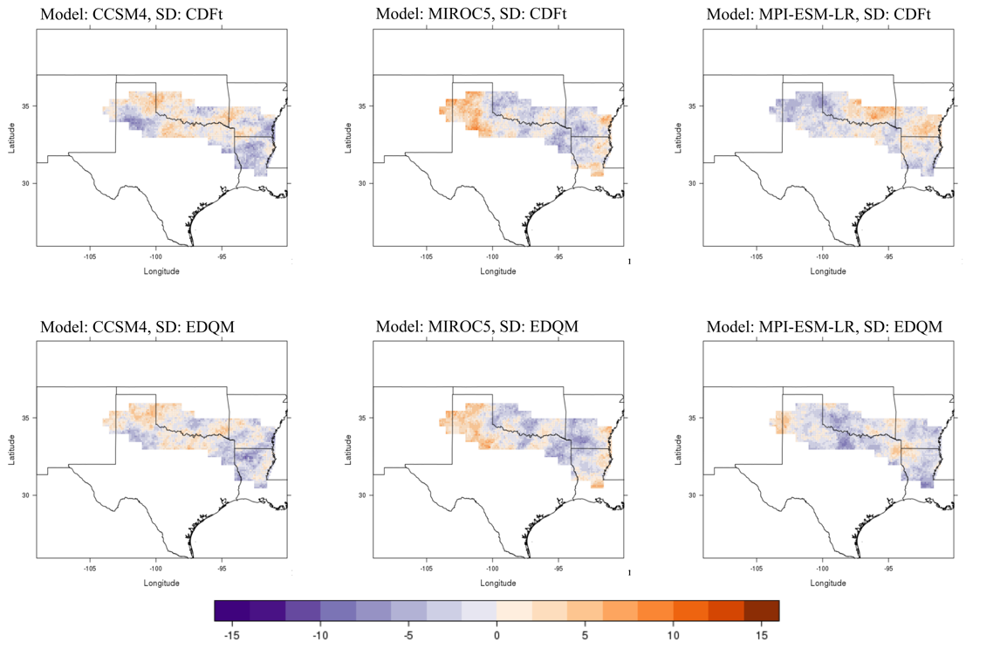 Model: CCSM4, SD: CDFt
Model: MIROC5, SD: CDFt
Model: MPI-ESM-LR, SD: CDFt
Latitude
35
30
-105
-100
-95
Longitude
Latitude
35
30
-105
-100
-95
Longitude
1
Latitude
35
30
-105
-100
-95
Longitude
Model: CCSM4, SD: EDQM
Model: MIROC5, SD: EDQM
Model: MPI-ESM-LR, SD: EDQM
Latitude
35
30
-105
-100
-95
Longitude
Latitude
35
30
-105
-100
-95
Longitude
1
Latitude
35
30
-105
-100
-95
Longitude
-15 -10 -5 0 5 10 15